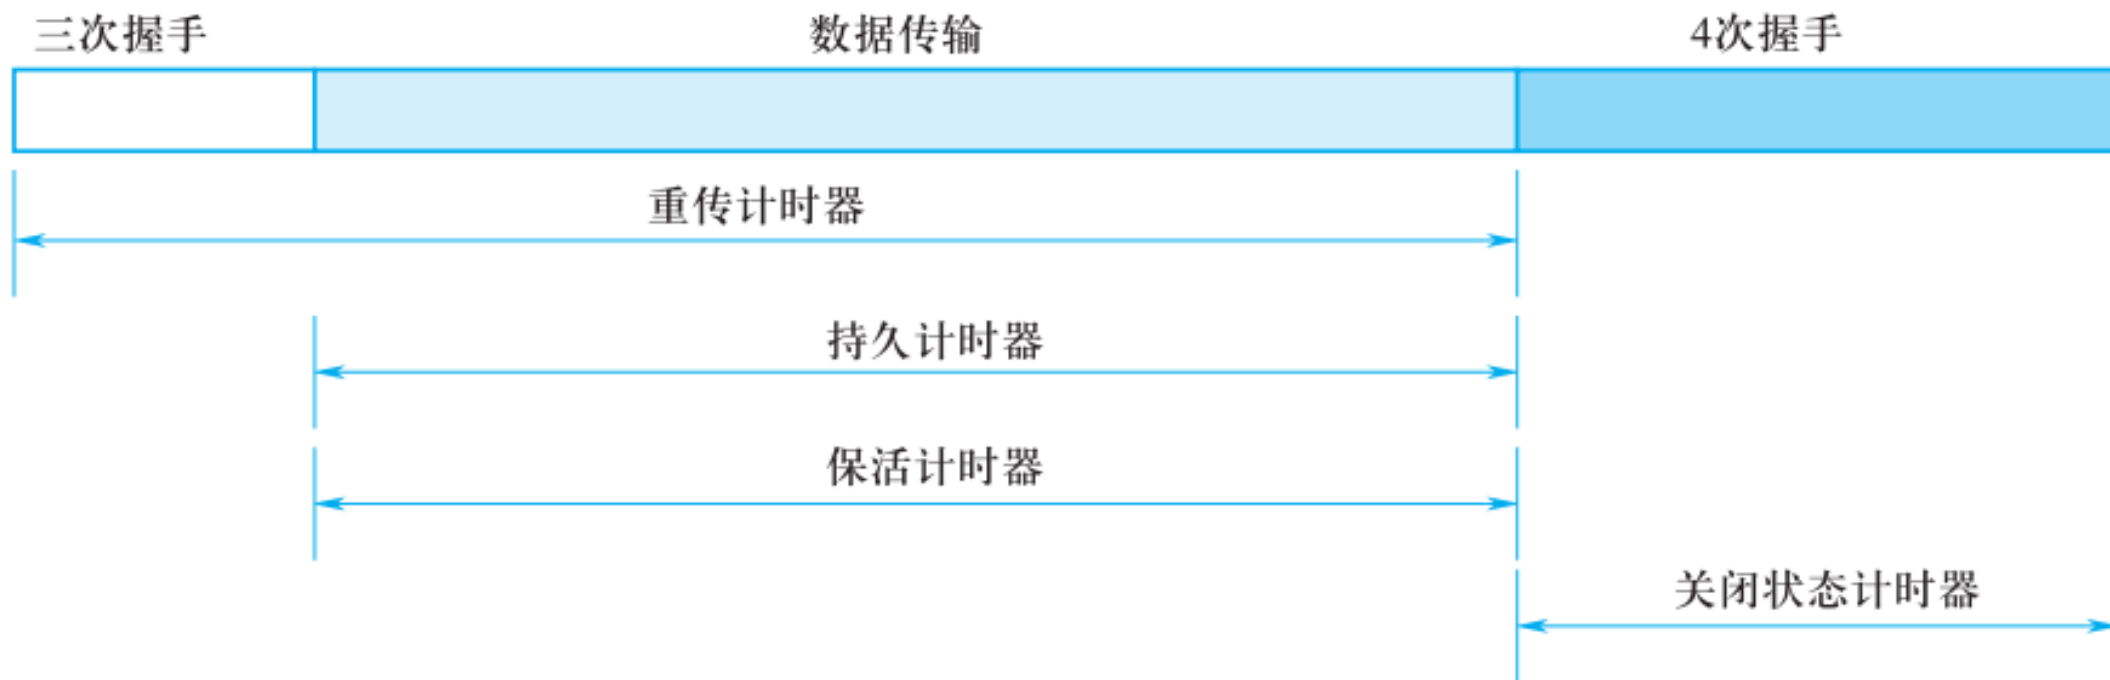 三次握手
数据传输
4次握手
重传计时器
持久计时器
保活计时器
关闭状态计时器